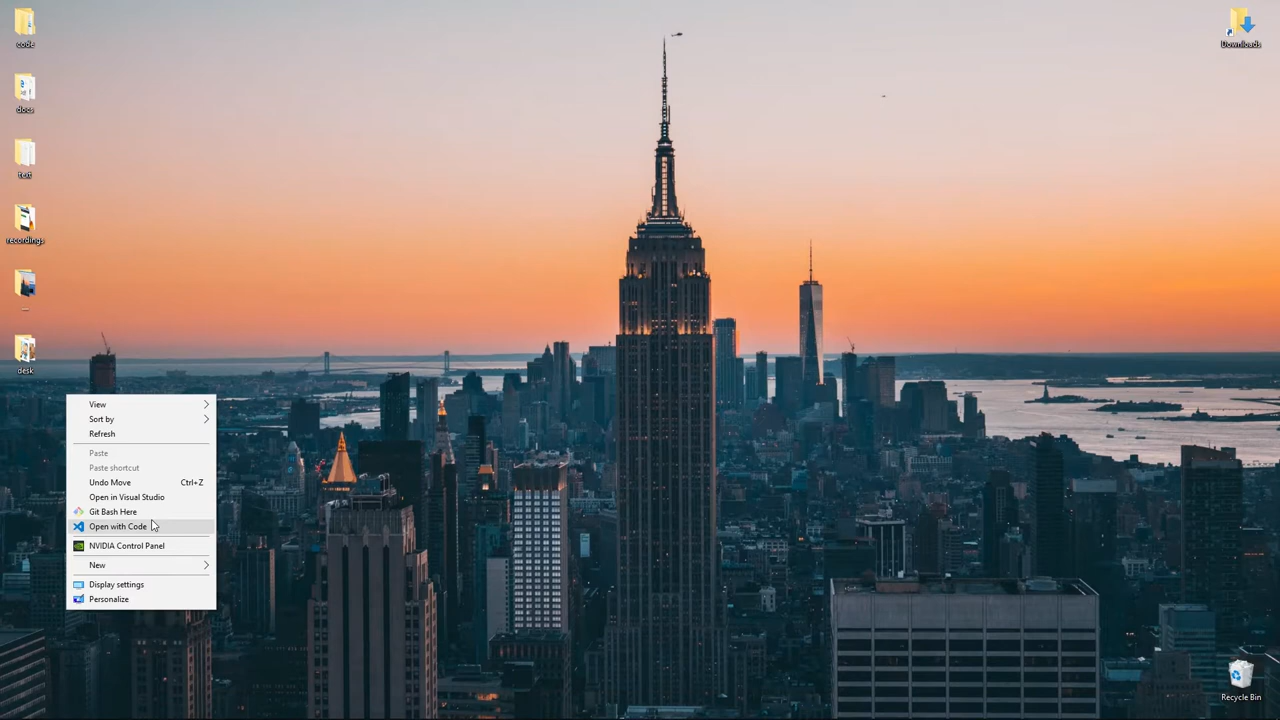 code
docs
text
recordings
...
desk
Downloads
View
Sort by
Refresh
Paste
Paste shortcut
Undo Move Ctrl+Z
Open in Visual Studio
Git Bash Here
Open with Code
NVIDIA Control Panel
New
Display settings
Personalize
Recycle Bin